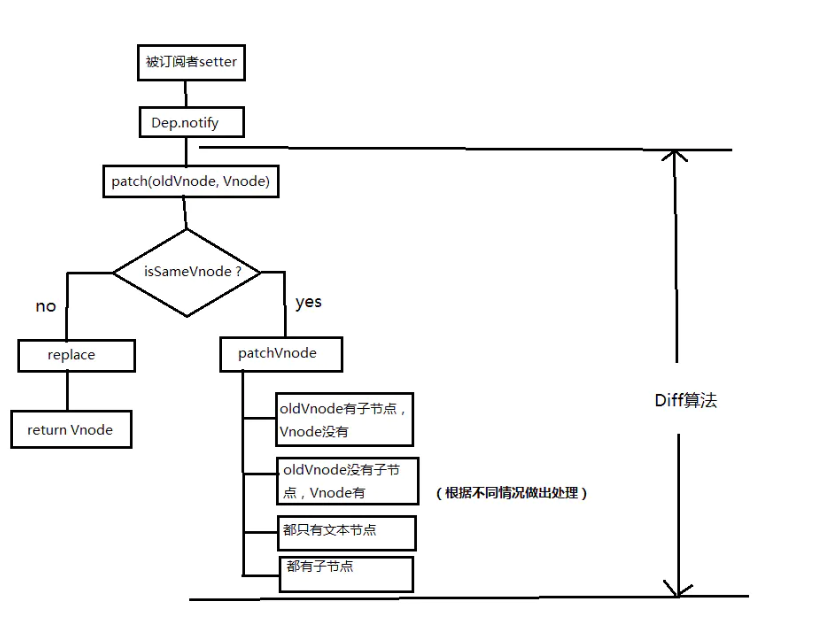 被订阅者setter
Dep.notify
patch(oldVnode, Vnode)
isSameVnode ?
no
yes
replace
patchVnode
return Vnode
oldVnode有子节点，
Vnode没有
oldVnode没有子节
点，Vnode有
（根据不同情况做出处理）
都只有文本节点
都有子节点
Diff算法